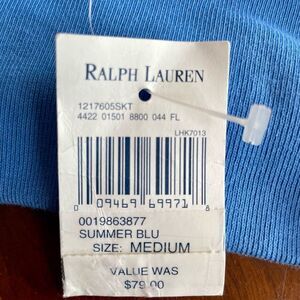 RALPH LAUREN
1217605SKT
4422 01501 8800 044 FL
LHK7013
0 09469 69971 8
0019863877
SUMMER BLU
SIZE: MEDIUM
VALUE WAS
$79.00